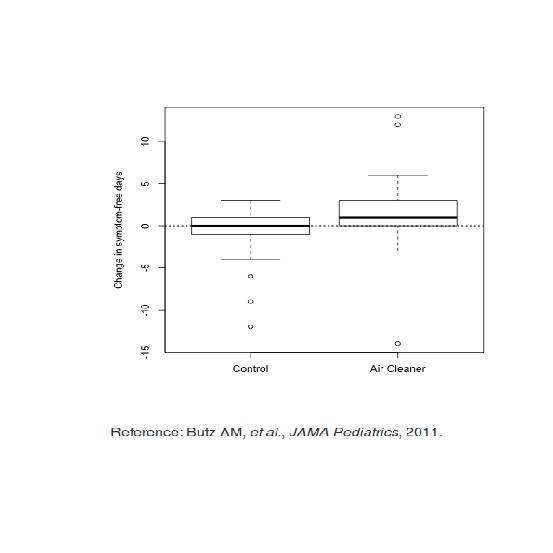 Change in symptom-free days
10
5
0
-5
-10
-15
Control
Air Cleaner
Reference: Butz AM, et al., JAMA Pediatrics, 2011.